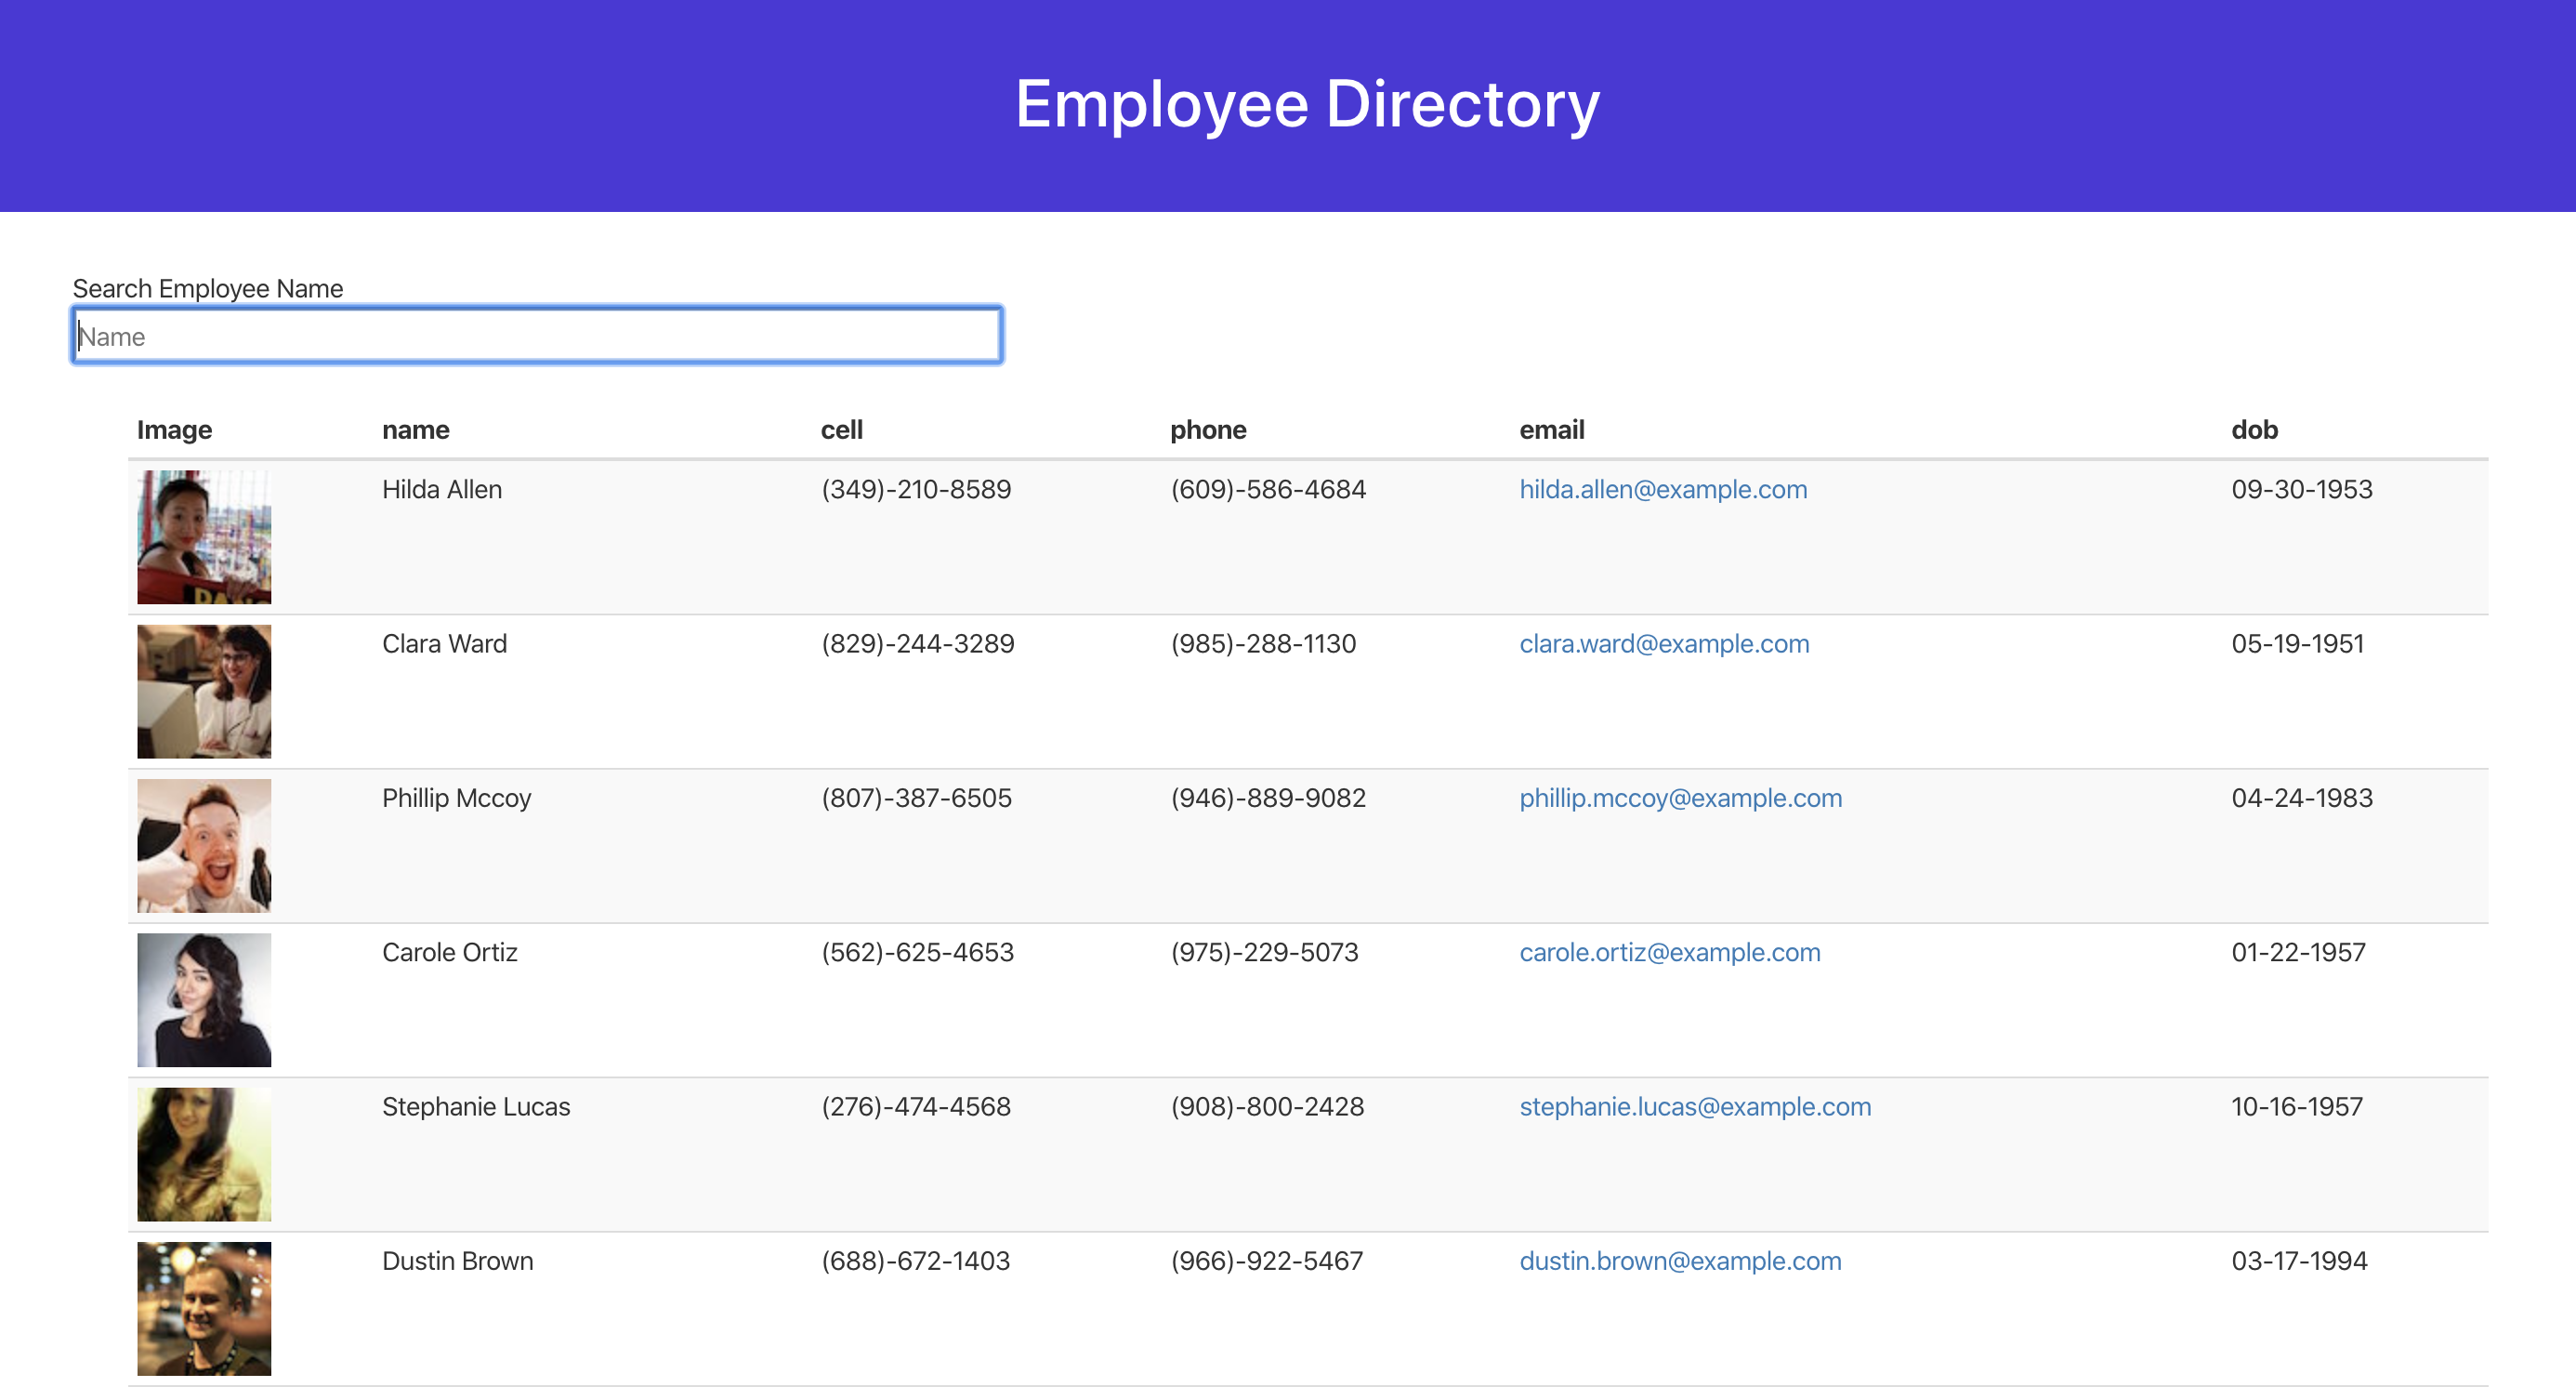 Employee Directory
Search Employee Name
Name
Image name cell phone email dob
Hilda Allen (349)-210-8589 (609)-586-4684 hilda.allen@example.com 09-30-1953
Clara Ward (829)-244-3289 (985)-288-1130 clara.ward@example.com 05-19-1951
Phillip Mccoy (807)-387-6505 (946)-889-9082 phillip.mccoy@example.com 04-24-1983
Carole Ortiz (562)-625-4653 (975)-229-5073 carole.ortiz@example.com 01-22-1957
Stephanie Lucas (276)-474-4568 (908)-800-2428 stephanie.lucas@example.com 10-16-1957
Dustin Brown (688)-672-1403 (966)-922-5467 dustin.brown@example.com 03-17-1994